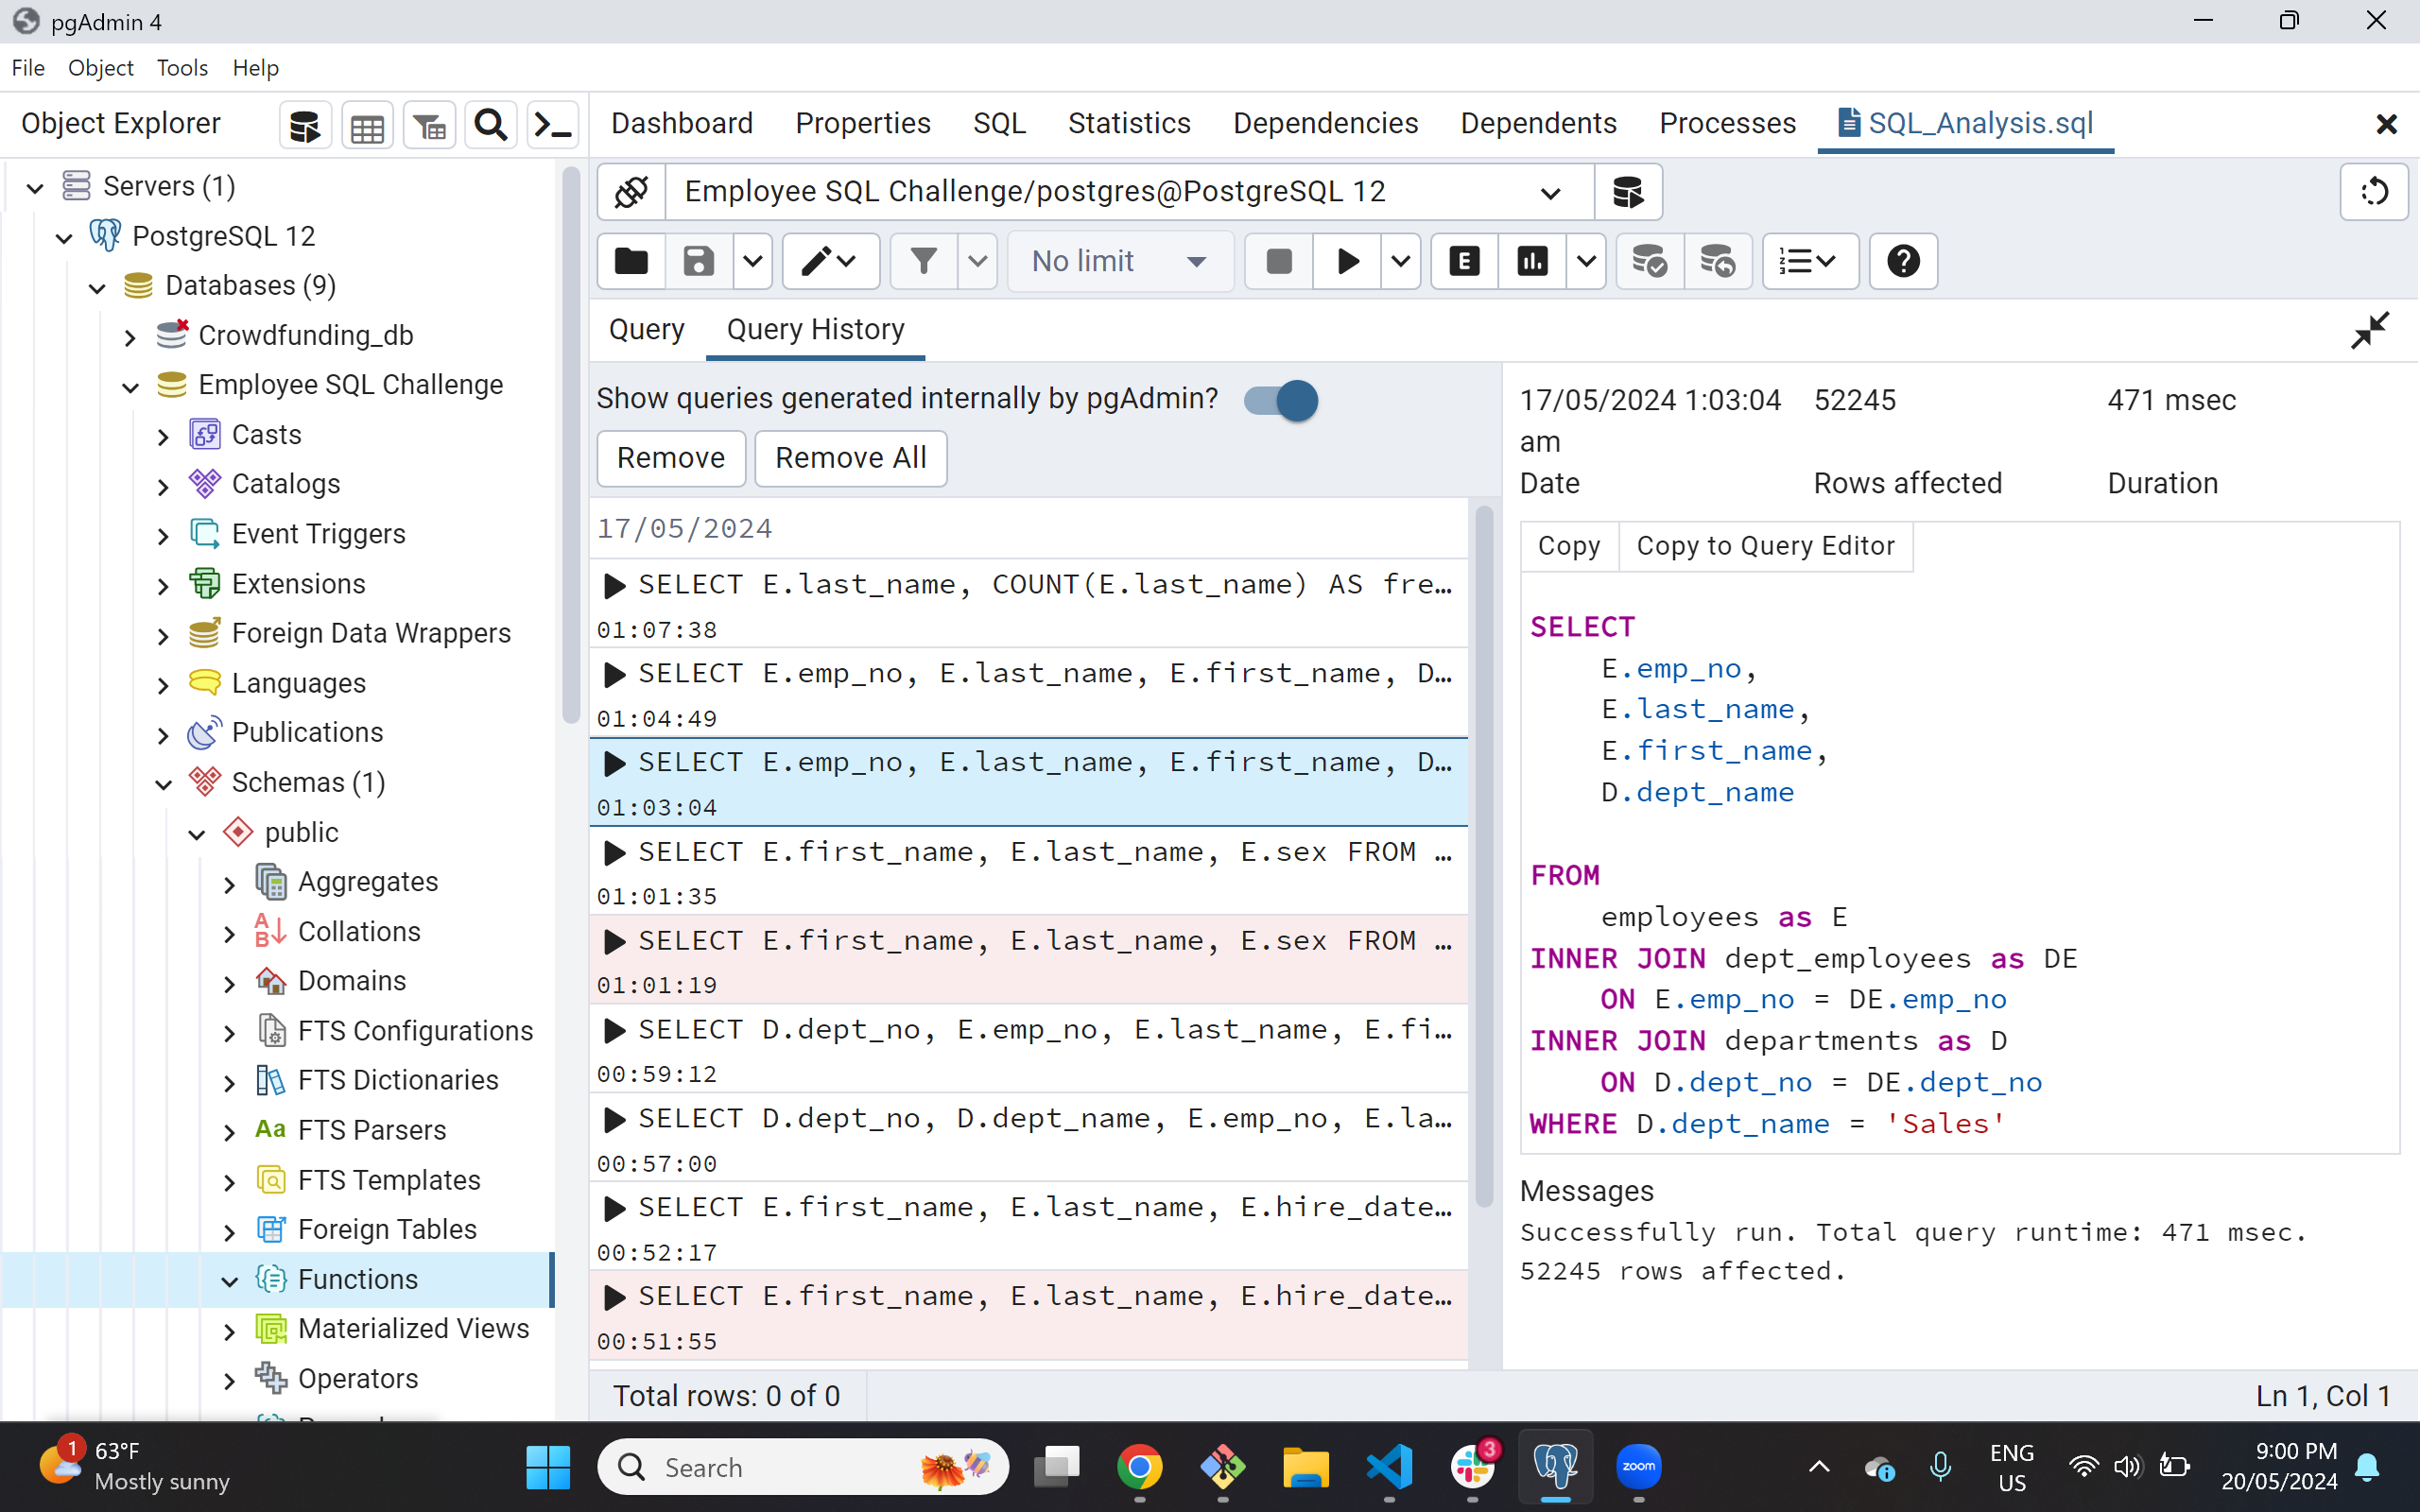 pgAdmin 4
File Object Tools Help
Object Explorer
Dashboard Properties SQL Statistics Dependencies Dependents Processes SQL_Analysis.sql
Servers (1)
PostgreSQL 12
Databases (9)
Crowdfunding_db
Employee SQL Challenge
Casts
Catalogs
Event Triggers
Extensions
Foreign Data Wrappers
Languages
Publications
Schemas (1)
public
Aggregates
Collations
Domains
FTS Configurations
FTS Dictionaries
Aa FTS Parsers
FTS Templates
Foreign Tables
Functions
Materialized Views
Operators
Employee SQL Challenge/postgres@PostgreSQL 12
No limit
E
Query Query History
Show queries generated internally by pgAdmin?
Remove Remove All
17/05/2024
SELECT E.last_name, COUNT(E.last_name) AS fre...
01:07:38
SELECT E.emp_no, E.last_name, E.first_name, D...
01:04:49
SELECT E.emp_no, E.last_name, E.first_name, D...
01:03:04
SELECT E.first_name, E.last_name, E.sex FROM ...
01:01:35
SELECT E.first_name, E.last_name, E.sex FROM ...
01:01:19
SELECT D.dept_no, E.emp_no, E.last_name, E.fi...
00:59:12
SELECT D.dept_no, D.dept_name, E.emp_no, E.la...
00:57:00
SELECT E.first_name, E.last_name, E.hire_date...
00:52:17
SELECT E.first_name, E.last_name, E.hire_date...
00:51:55
17/05/2024 1:03:04 am 52245 471 msec
Date Rows affected Duration
Copy Copy to Query Editor
SELECT
E.emp_no,
E.last_name,
E.first_name,
D.dept_name
FROM
employees as E
INNER JOIN dept_employees as DE
ON E.emp_no = DE.emp_no
INNER JOIN departments as D
ON D.dept_no = DE.dept_no
WHERE D.dept_name = 'Sales'
Messages
Successfully run. Total query runtime: 471 msec.
52245 rows affected.
Total rows: 0 of 0
Ln 1, Col 1
1
63°F
Mostly sunny
Search
3
zoom
ENG
US
9:00 PM
20/05/2024